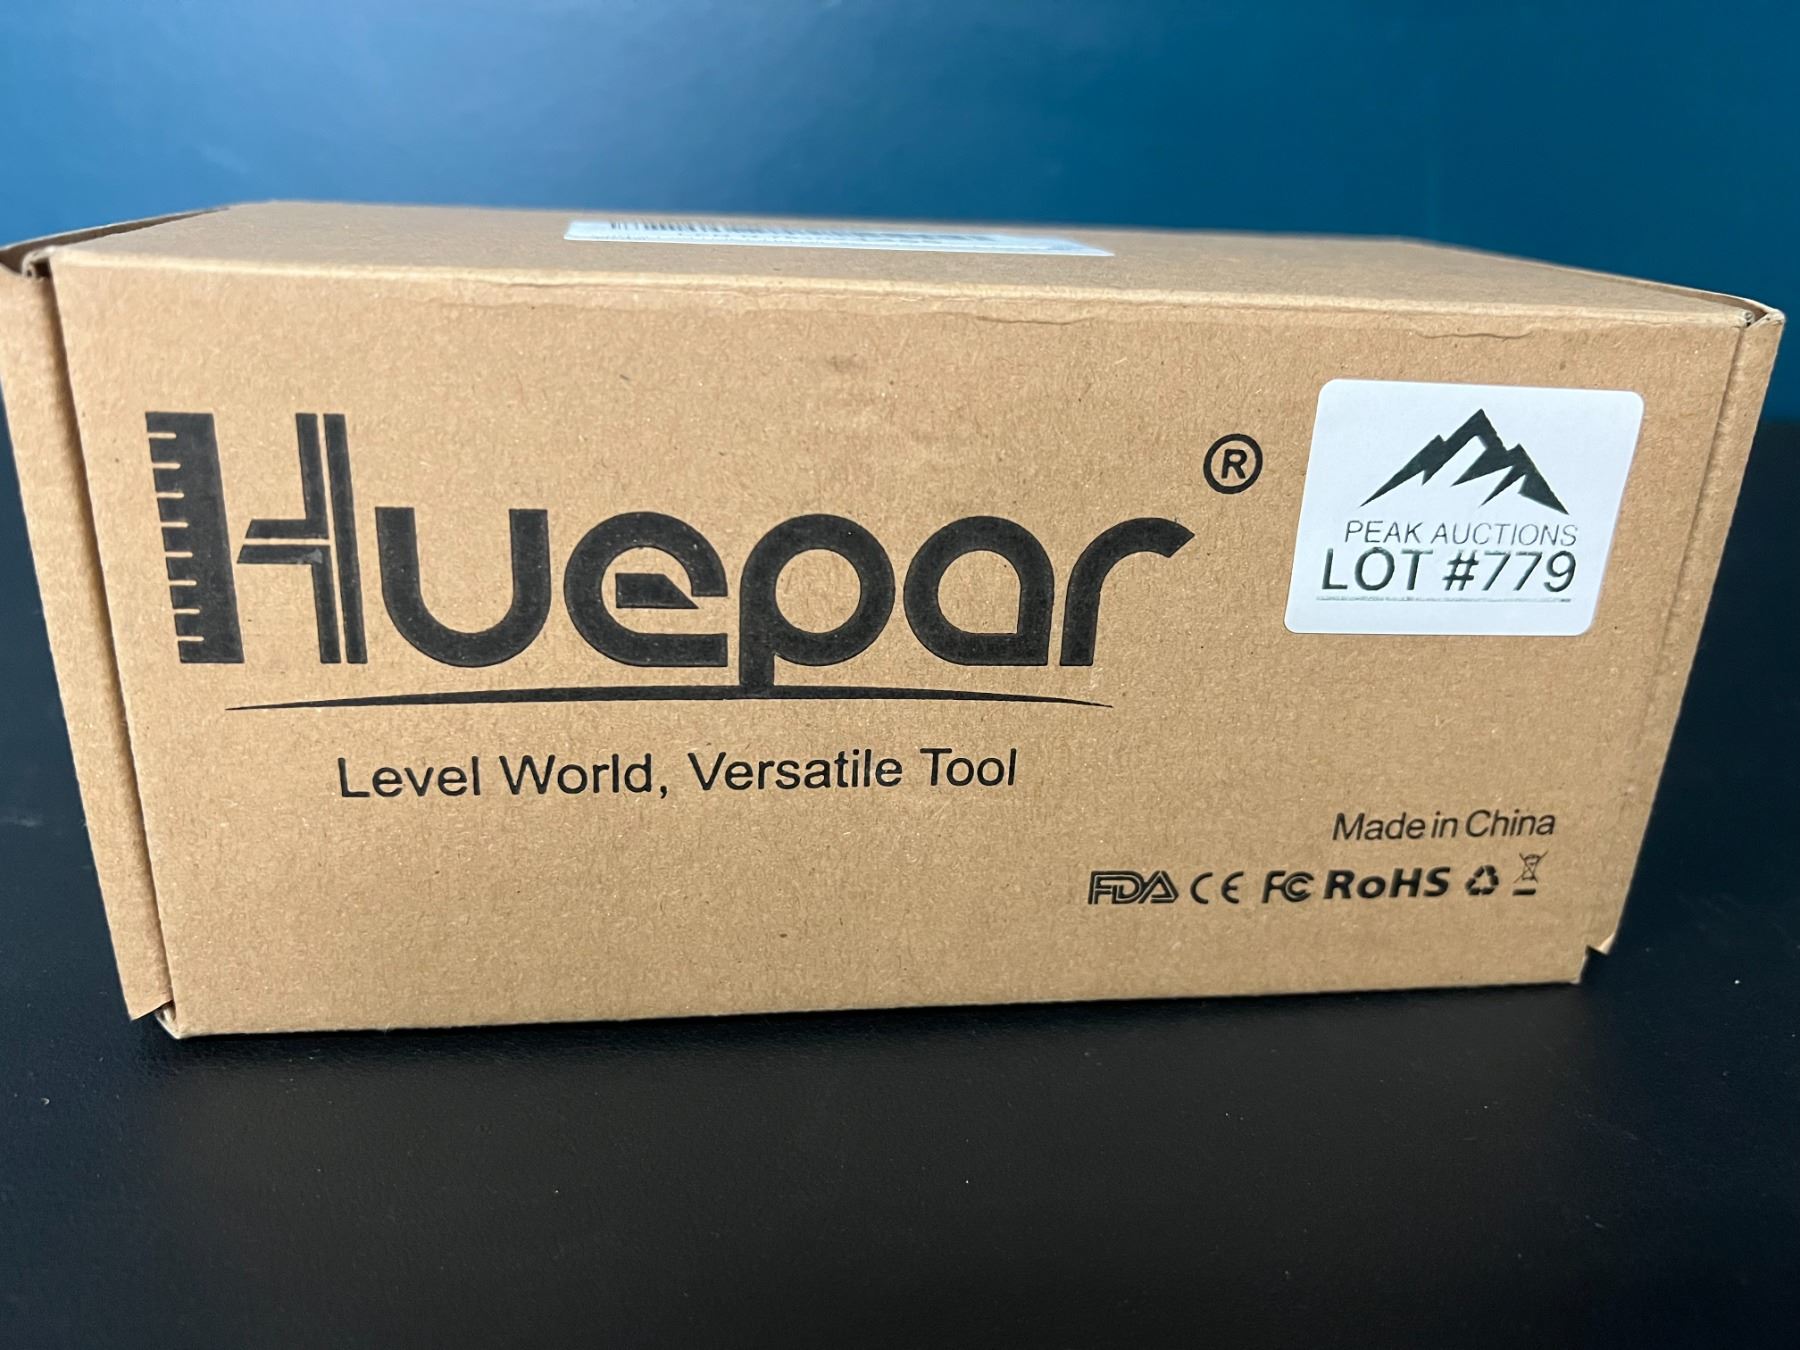 Huepar®
PEAK AUCTIONS
LOT #779
Level World, Versatile Tool
Made in China
FDA CE FC RoHS